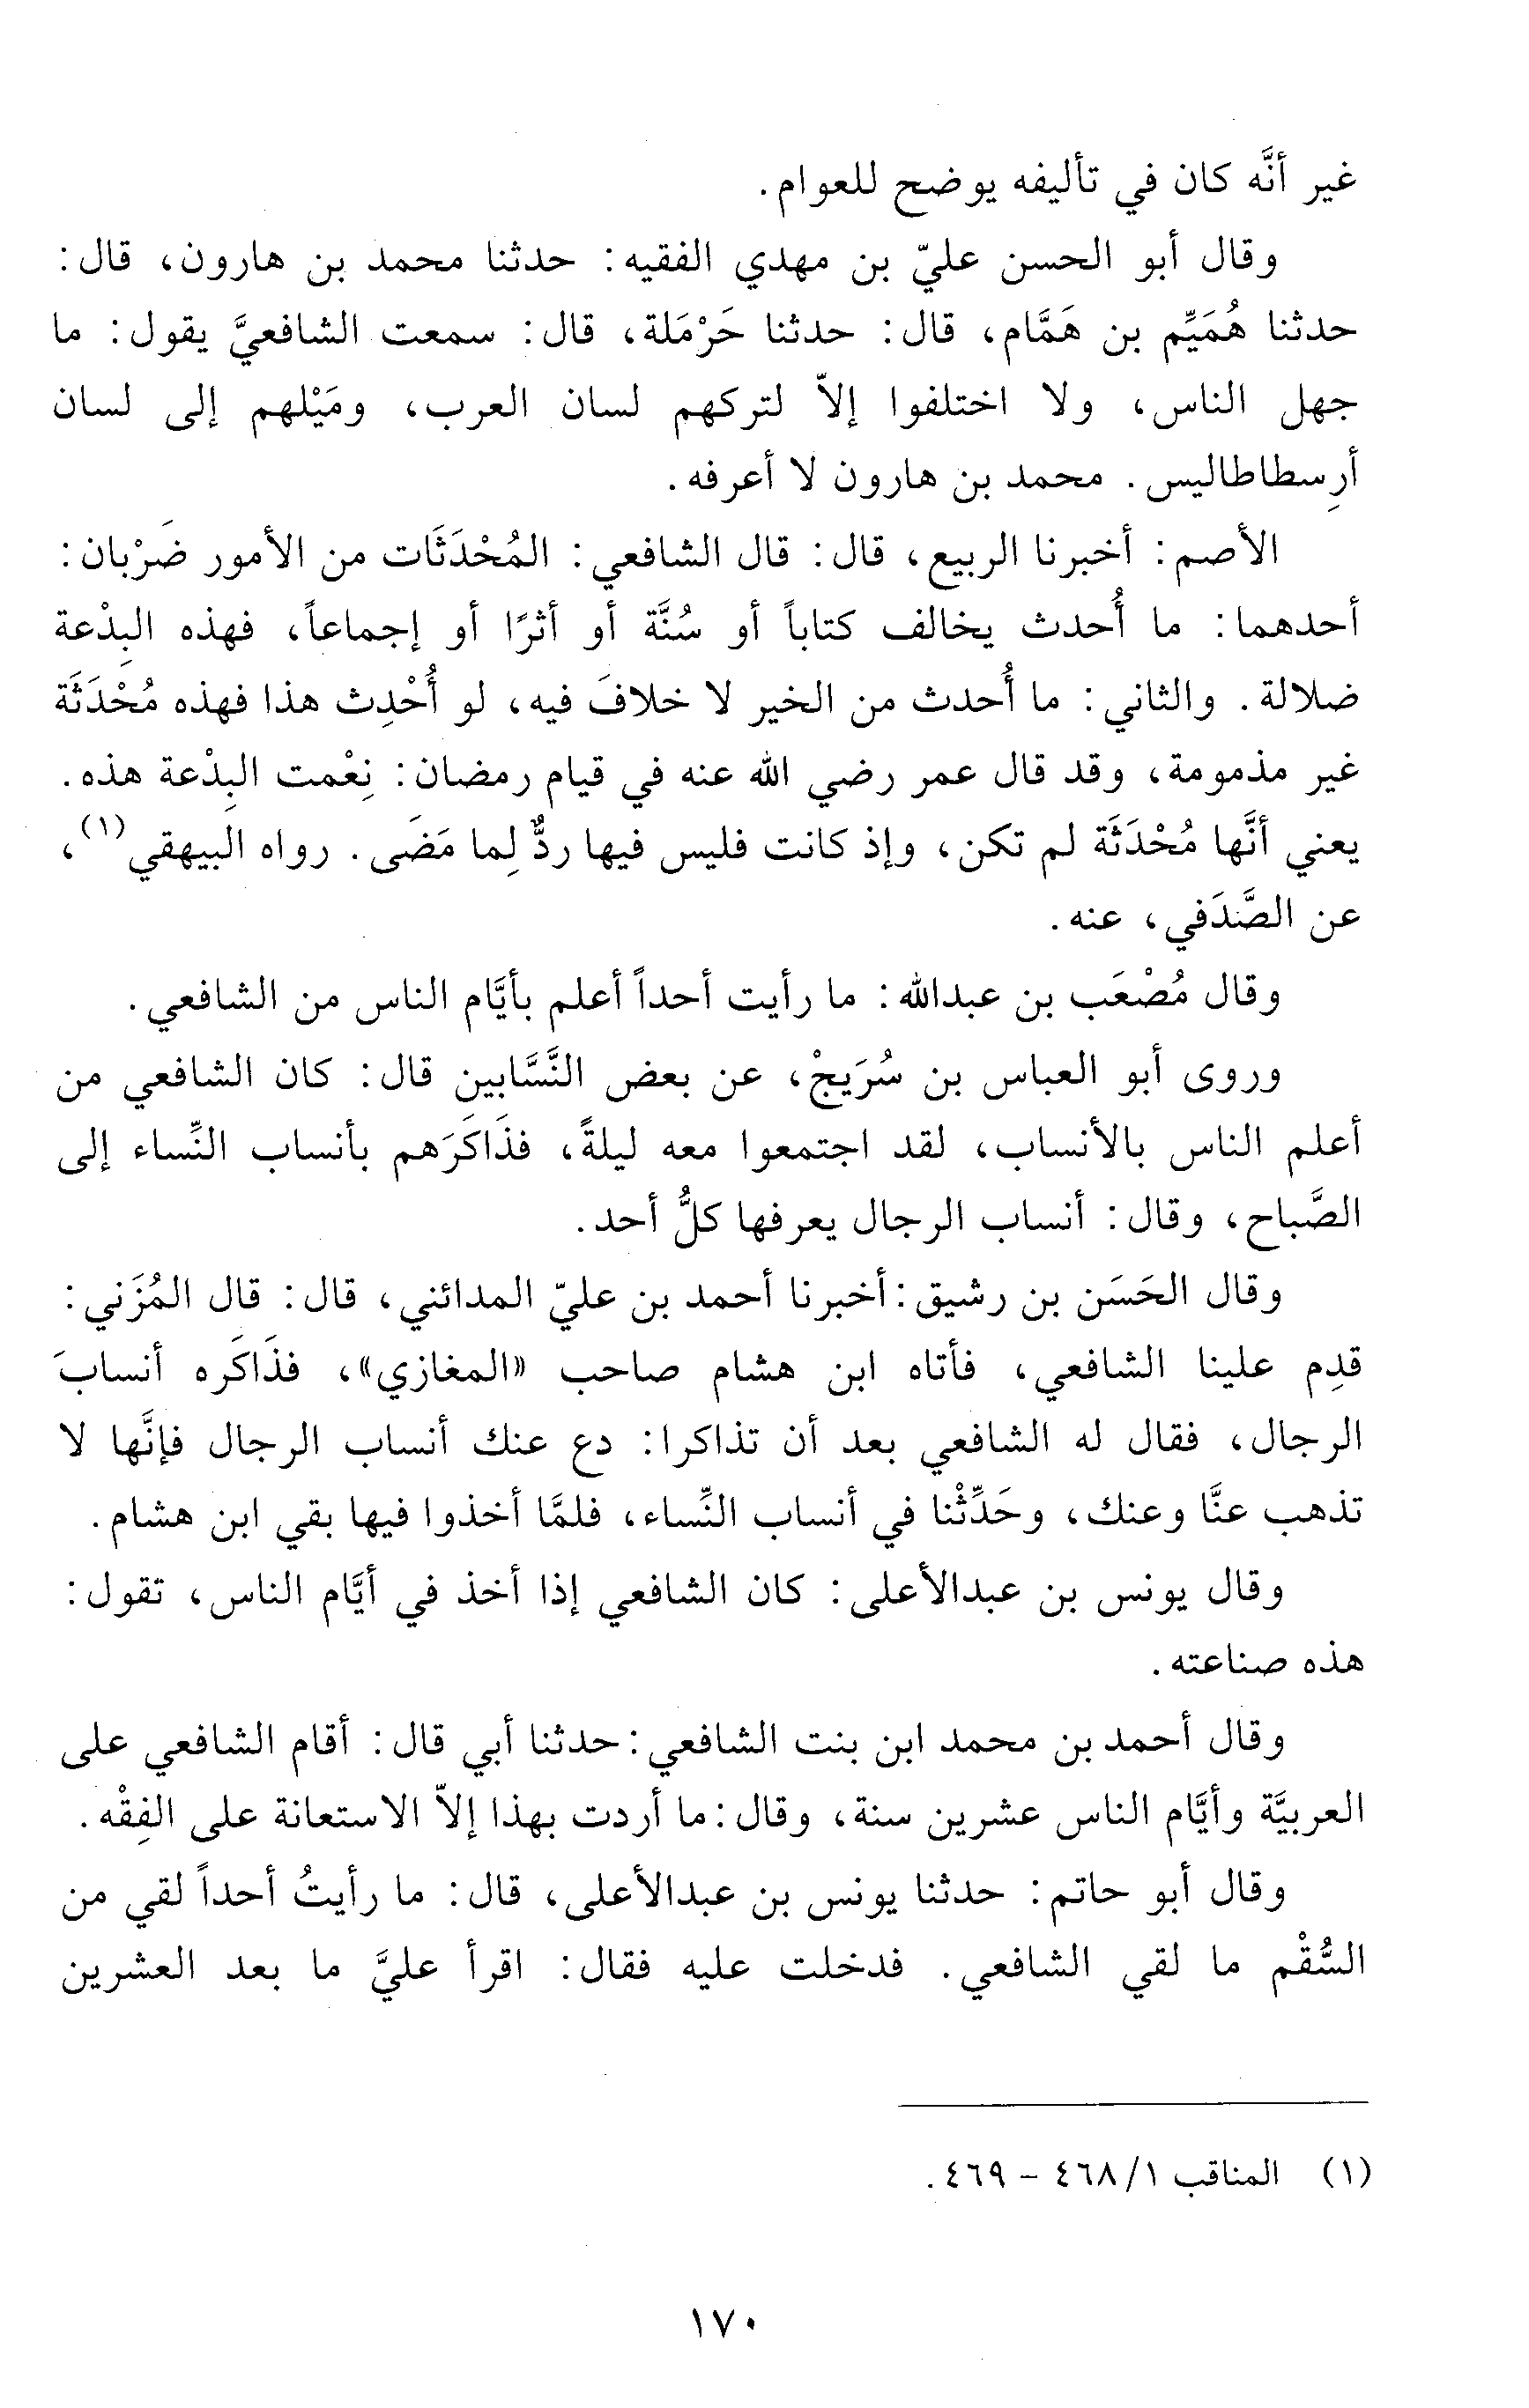 غير أنَّه كان في تأليفه يوضح للعوام.
وقال أبو الحسن عليّ بن مهدي الفقيه: حدثنا محمد بن هارون، قال:
حدثنا هُمَيِّم بن هَمَّام، قال: حدثنا حَرْمَلة، قال: سمعت الشافعيَّ يقول: ما
جهل الناس، ولا اختلفوا إلاّ لتركهم لسان العرب، ومَيْلهم إلى لسان
أرِسطاطاليس. محمد بن هارون لا أعرفه.
الأصم: أخبرنا الربيع، قال: قال الشافعي: المُحْدَثَات من الأمور ضَرْبان:
أحدهما: ما أُحدث يخالف كتاباً أو سُنَّة أو أثرًا أو إجماعاً، فهذه البِدْعة
ضلالة. والثاني: ما أُحدث من الخير لا خلافَ فيه، لو أُحْدِث هذا فهذه مُحْدَثَة
غير مذمومة، وقد قال عمر رضي الله عنه في قيام رمضان: نِعْمت البِدْعة هذه.
يعني أنَّها مُحْدَثَة لم تكن، وإذ كانت فليس فيها ردٌّ لِما مَضَى. رواه البيهقي(١)،
عن الصَّدَفي، عنه.
وقال مُصْعَب بن عبدالله: ما رأيت أحداً أعلم بأيَّام الناس من الشافعي.
وروى أبو العباس بن سُرَيجْ، عن بعض النَّسَّابين قال: كان الشافعي من
أعلم الناس بالأنساب، لقد اجتمعوا معه ليلةً، فذَاكَرَهم بأنساب النِّساء إلى
الصَّباح، وقال: أنساب الرجال يعرفها كلُّ أحد.
وقال الحَسَن بن رشيق: أخبرنا أحمد بن عليّ المدائني، قال: قال المُزَني:
قدِم علينا الشافعي، فأتاه ابن هشام صاحب «المغازي»، فذَاكَره أنسابَ
الرجال، فقال له الشافعي بعد أن تذاكرا: دع عنك أنساب الرجال فإنَّها لا
تذهب عنَّا وعنك، وحَدِّثْنا في أنساب النِّساء، فلمَّا أخذوا فيها بقي ابن هشام.
وقال يونس بن عبدالأعلى: كان الشافعي إذا أخذ في أيَّام الناس، تقول:
هذه صناعته.
وقال أحمد بن محمد ابن بنت الشافعي: حدثنا أبي قال: أقام الشافعي على
العربيَّة وأيَّام الناس عشرين سنة، وقال: ما أردت بهذا إلاّ الاستعانة على الفِقْه.
وقال أبو حاتم: حدثنا يونس بن عبدالأعلى، قال: ما رأيتُ أحداً لقي من
السُّقْم ما لقي الشافعي. فدخلت عليه فقال: اقرأ عليَّ ما بعد العشرين
(١) المناقب ١/ ٤٦٨ - ٤٦٩.
١٧٠